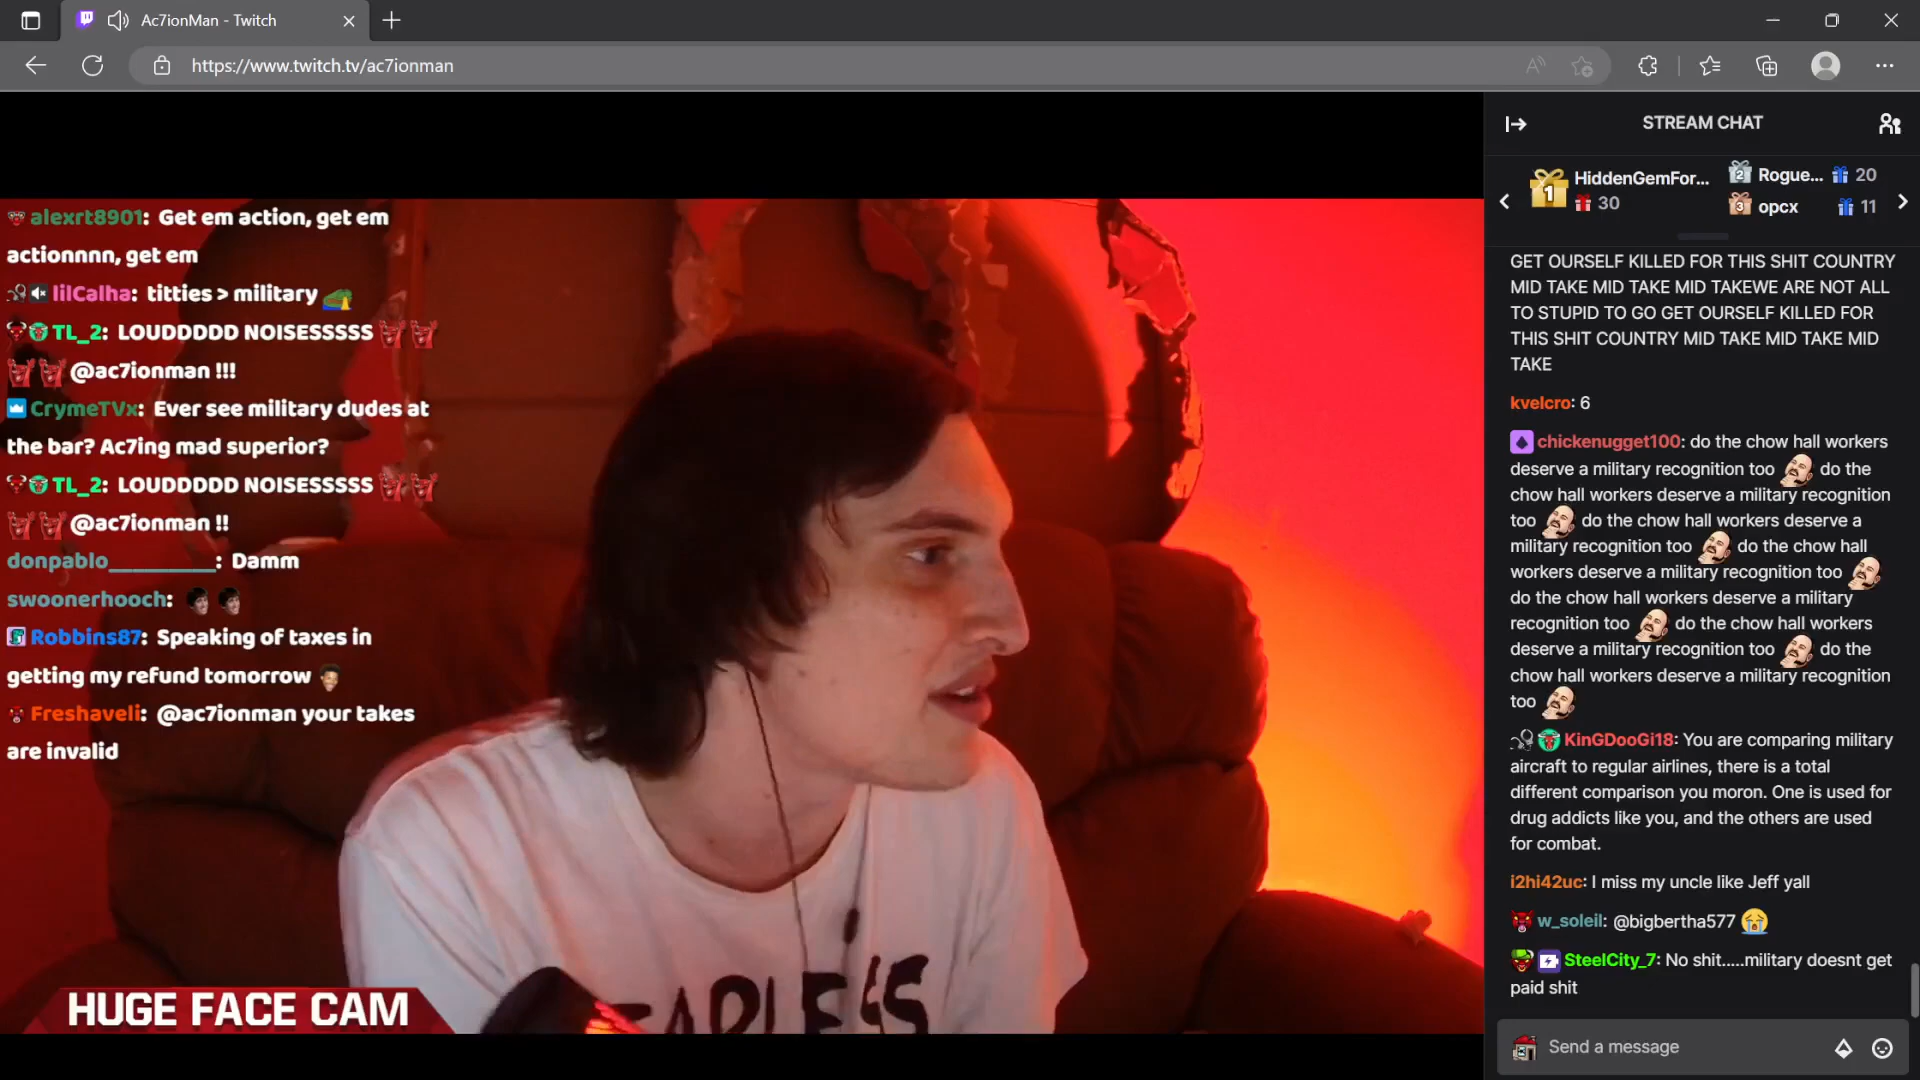 Ac7ionMan - Twitch
https://www.twitch.tv/ac7ionman
alexrt8901: Get em action, get em
actionnnn, get em
lilCalha: titties > military
TL_2: LOUDDDDD NOISESSSSS
@ac7ionman !!!
CrymeTVx: Ever see military dudes at
the bar? Ac7ing mad superior?
TL_2: LOUDDDDD NOISESSSSS
@ac7ionman !!
donpablo_________: Damm
swoonerhooch:
Robbins87: Speaking of taxes in
getting my refund tomorrow
Freshaveli: @ac7ionman your takes
are invalid
HUGE FACE CAM
STREAM CHAT
1 HiddenGemFor...
30
2 Rogue... 20
3 opcx 11
GET OURSELF KILLED FOR THIS SHIT COUNTRY
MID TAKE MID TAKE MID TAKEWE ARE NOT ALL
TO STUPID TO GO GET OURSELF KILLED FOR
THIS SHIT COUNTRY MID TAKE MID TAKE MID
TAKE
kvelcro: 6
chickenugget100: do the chow hall workers
deserve a military recognition too do the
chow hall workers deserve a military recognition
too do the chow hall workers deserve a
military recognition too do the chow hall
workers deserve a military recognition too
do the chow hall workers deserve a military
recognition too do the chow hall workers
deserve a military recognition too do the
chow hall workers deserve a military recognition
too
KinGDooGi18: You are comparing military
aircraft to regular airlines, there is a total
different comparison you moron. One is used for
drug addicts like you, and the others are used
for combat.
i2hi42uc: I miss my uncle like Jeff yall
w_soleil: @bigbertha577
SteelCity_7: No shit.....military doesnt get
paid shit
Send a message